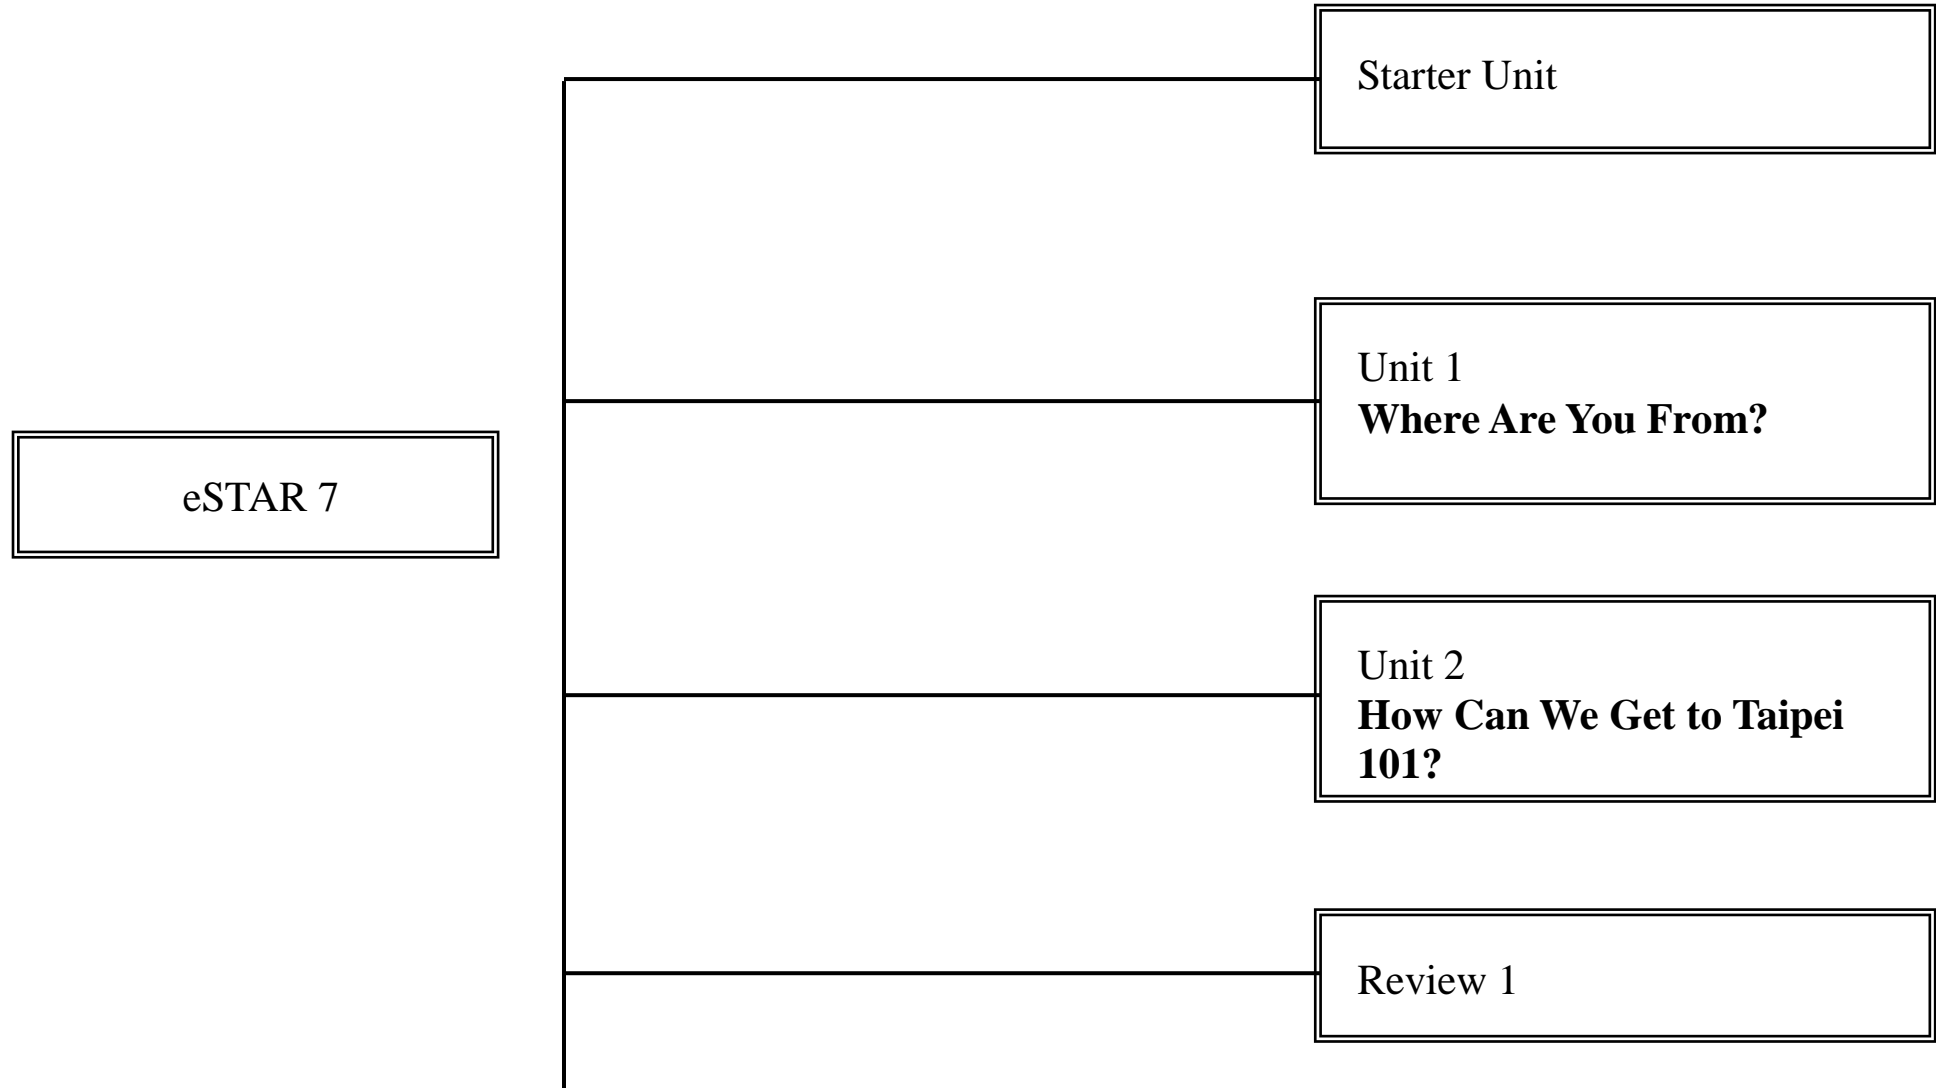 Starter Unit
Unit 1
Where Are You From?
eSTAR 7
Unit 2
How Can We Get to Taipei
101?
Review 1